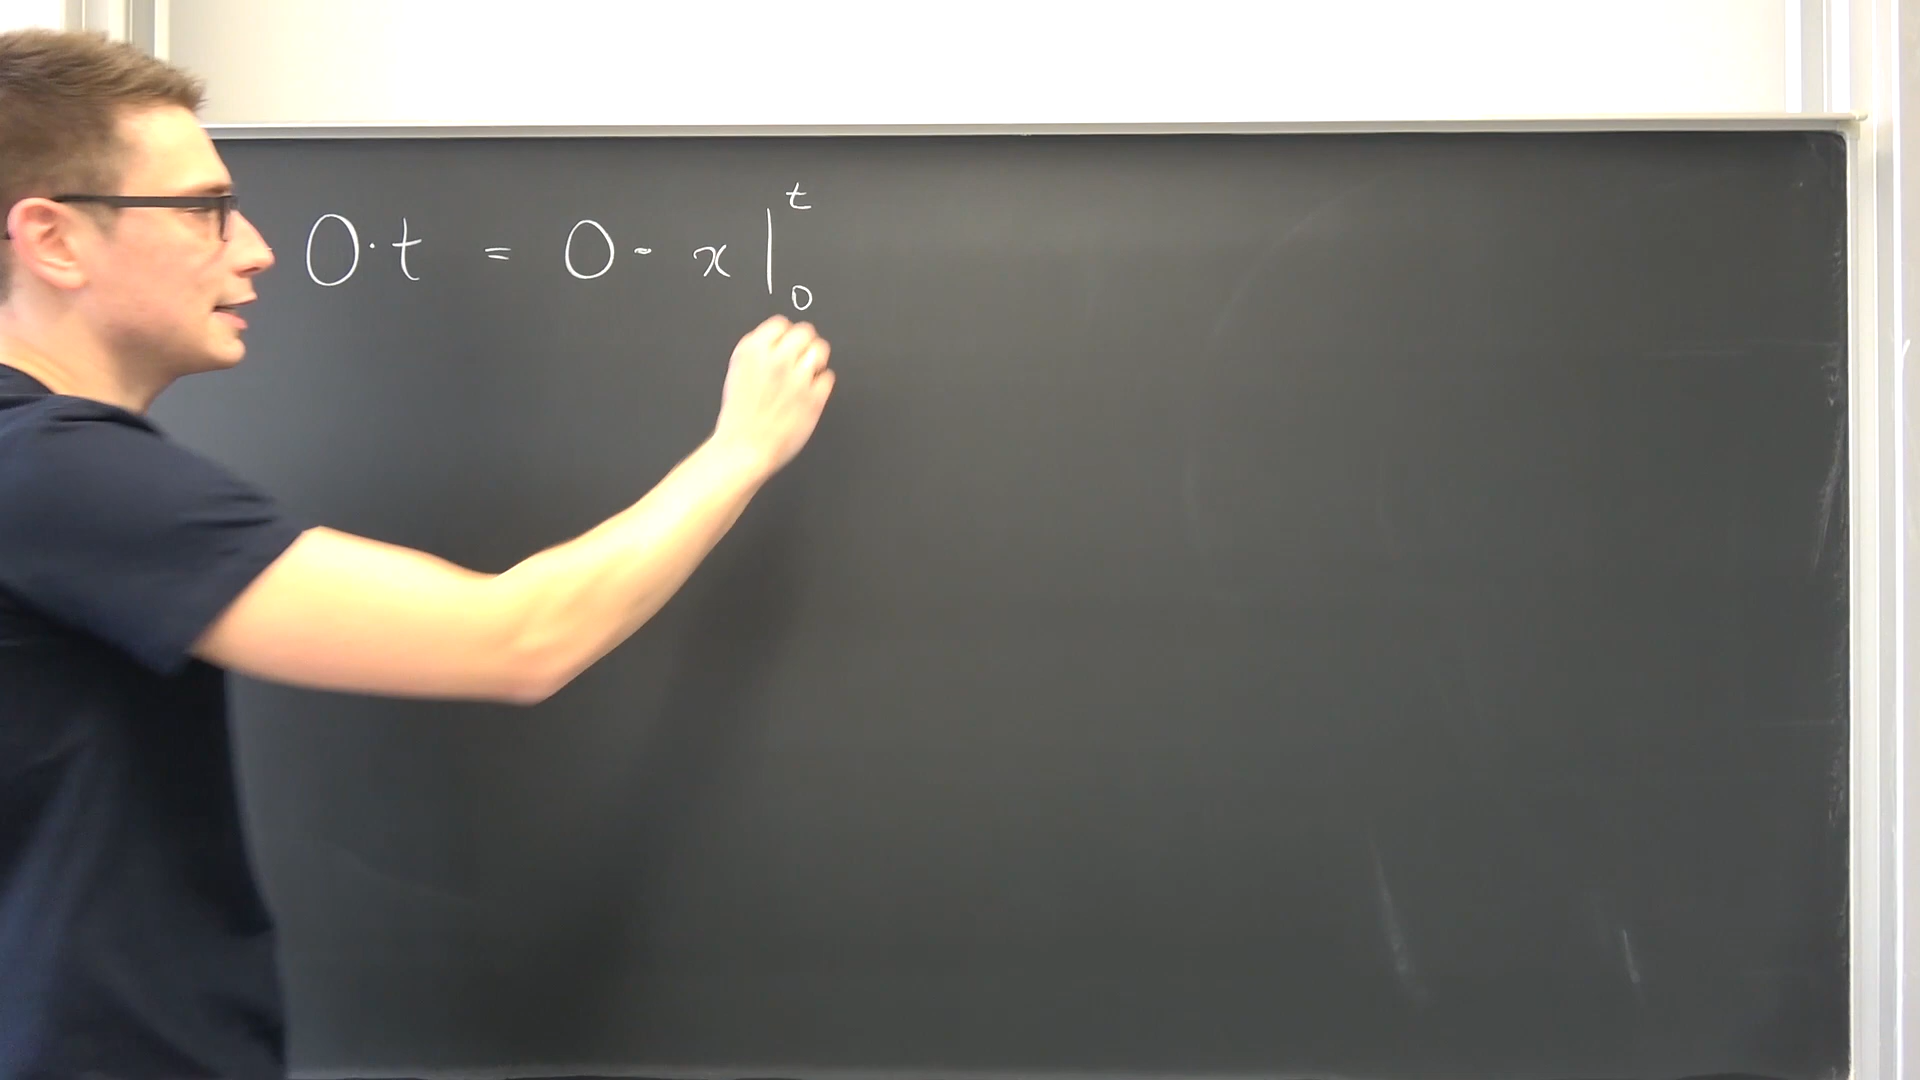 0·t = 0 - x |₀ᵗ